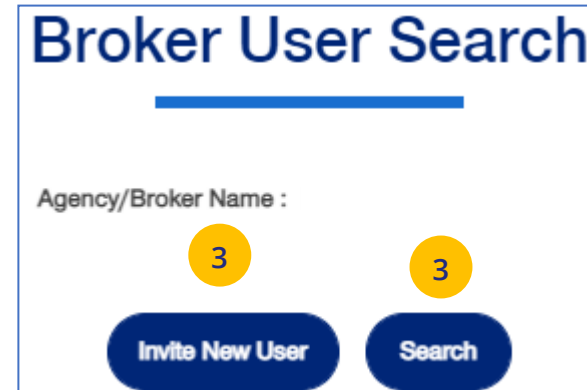 Broker User Search
Agency/Broker Name :
3 3
Invite New User Search